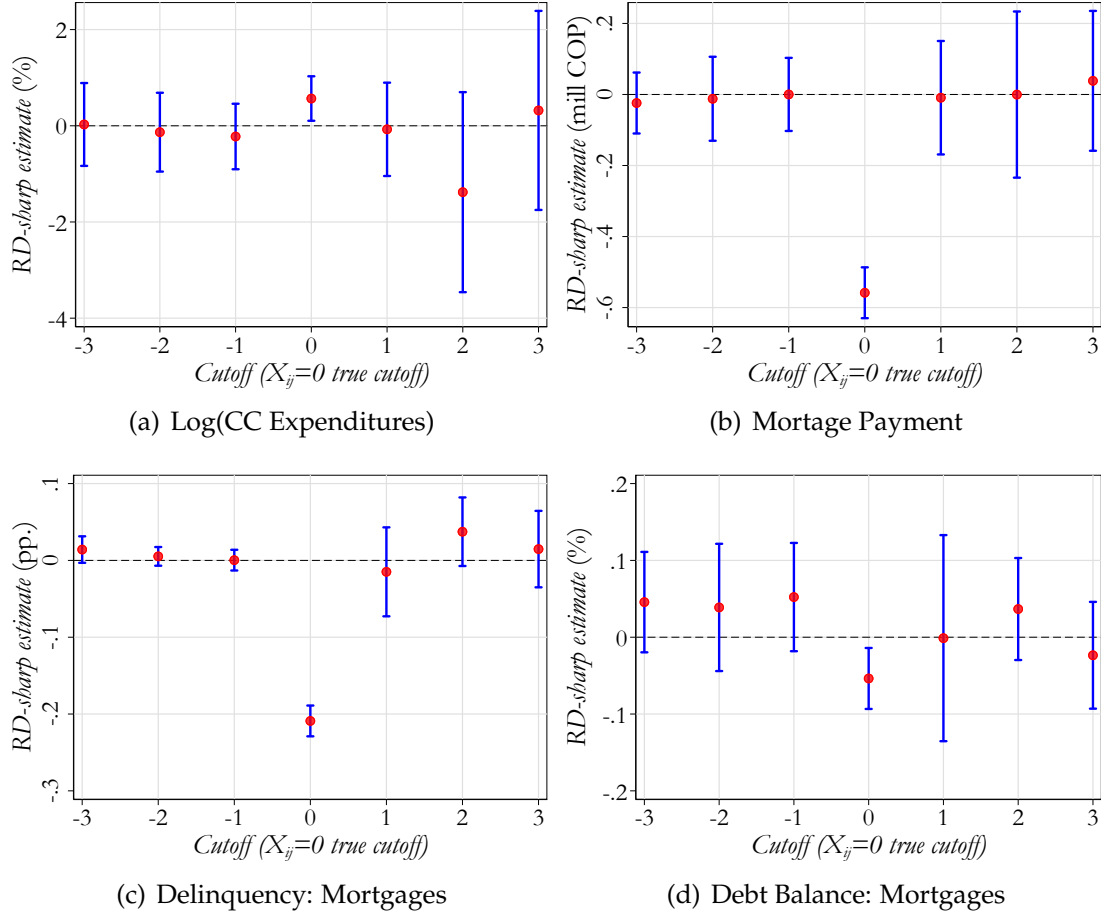 RD-sharp estimate (%)
2
0
-2
-4
-3 -2 -1 0 1 2 3
Cutoff (Xij=0 true cutoff)
(a) Log(CC Expenditures)
RD-sharp estimate (mill COP)
.2
0
-.2
-.4
-.6
-3 -2 -1 0 1 2 3
Cutoff (Xij=0 true cutoff)
(b) Mortage Payment
RD-sharp estimate (pp.)
.1
0
-.1
-.2
-.3
-3 -2 -1 0 1 2 3
Cutoff (Xij=0 true cutoff)
(c) Delinquency: Mortgages
RD-sharp estimate (%)
.2
.1
0
-.1
-.2
-3 -2 -1 0 1 2 3
Cutoff (Xij=0 true cutoff)
(d) Debt Balance: Mortgages